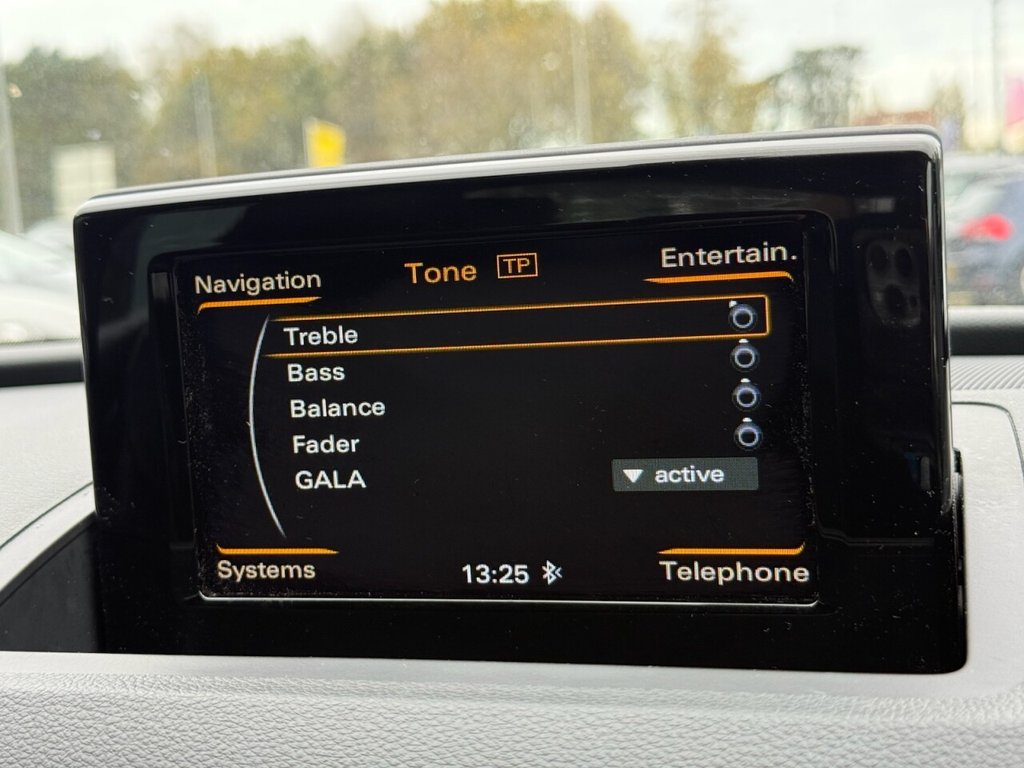 Navigation Tone TP Entertain.
Treble
Bass
Balance
Fader
GALA active
Systems 13:25 Telephone